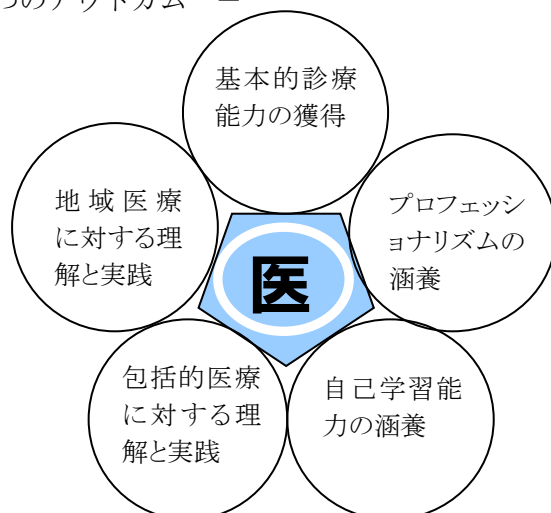 つのアウトカム －
基本的診療
能力の獲得
地域医療
に対する理
解と実践
プロフェッシ
ョナリズムの
涵養
医
包括的医療
に対する理
解と実践
自己学習能
力の涵養